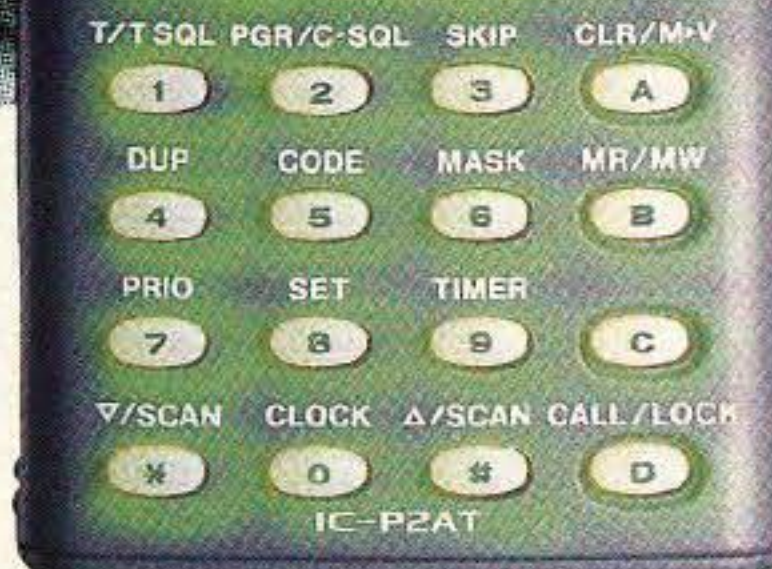 T/T SQL PGR/C-SQL SKIP CLR/M▸V
1 2 3 A
DUP CODE MASK MR/MW
4 5 6 B
PRIO SET TIMER
7 8 9 C
▽/SCAN CLOCK △/SCAN CALL/LOCK
* 0 # D
IC-P2AT